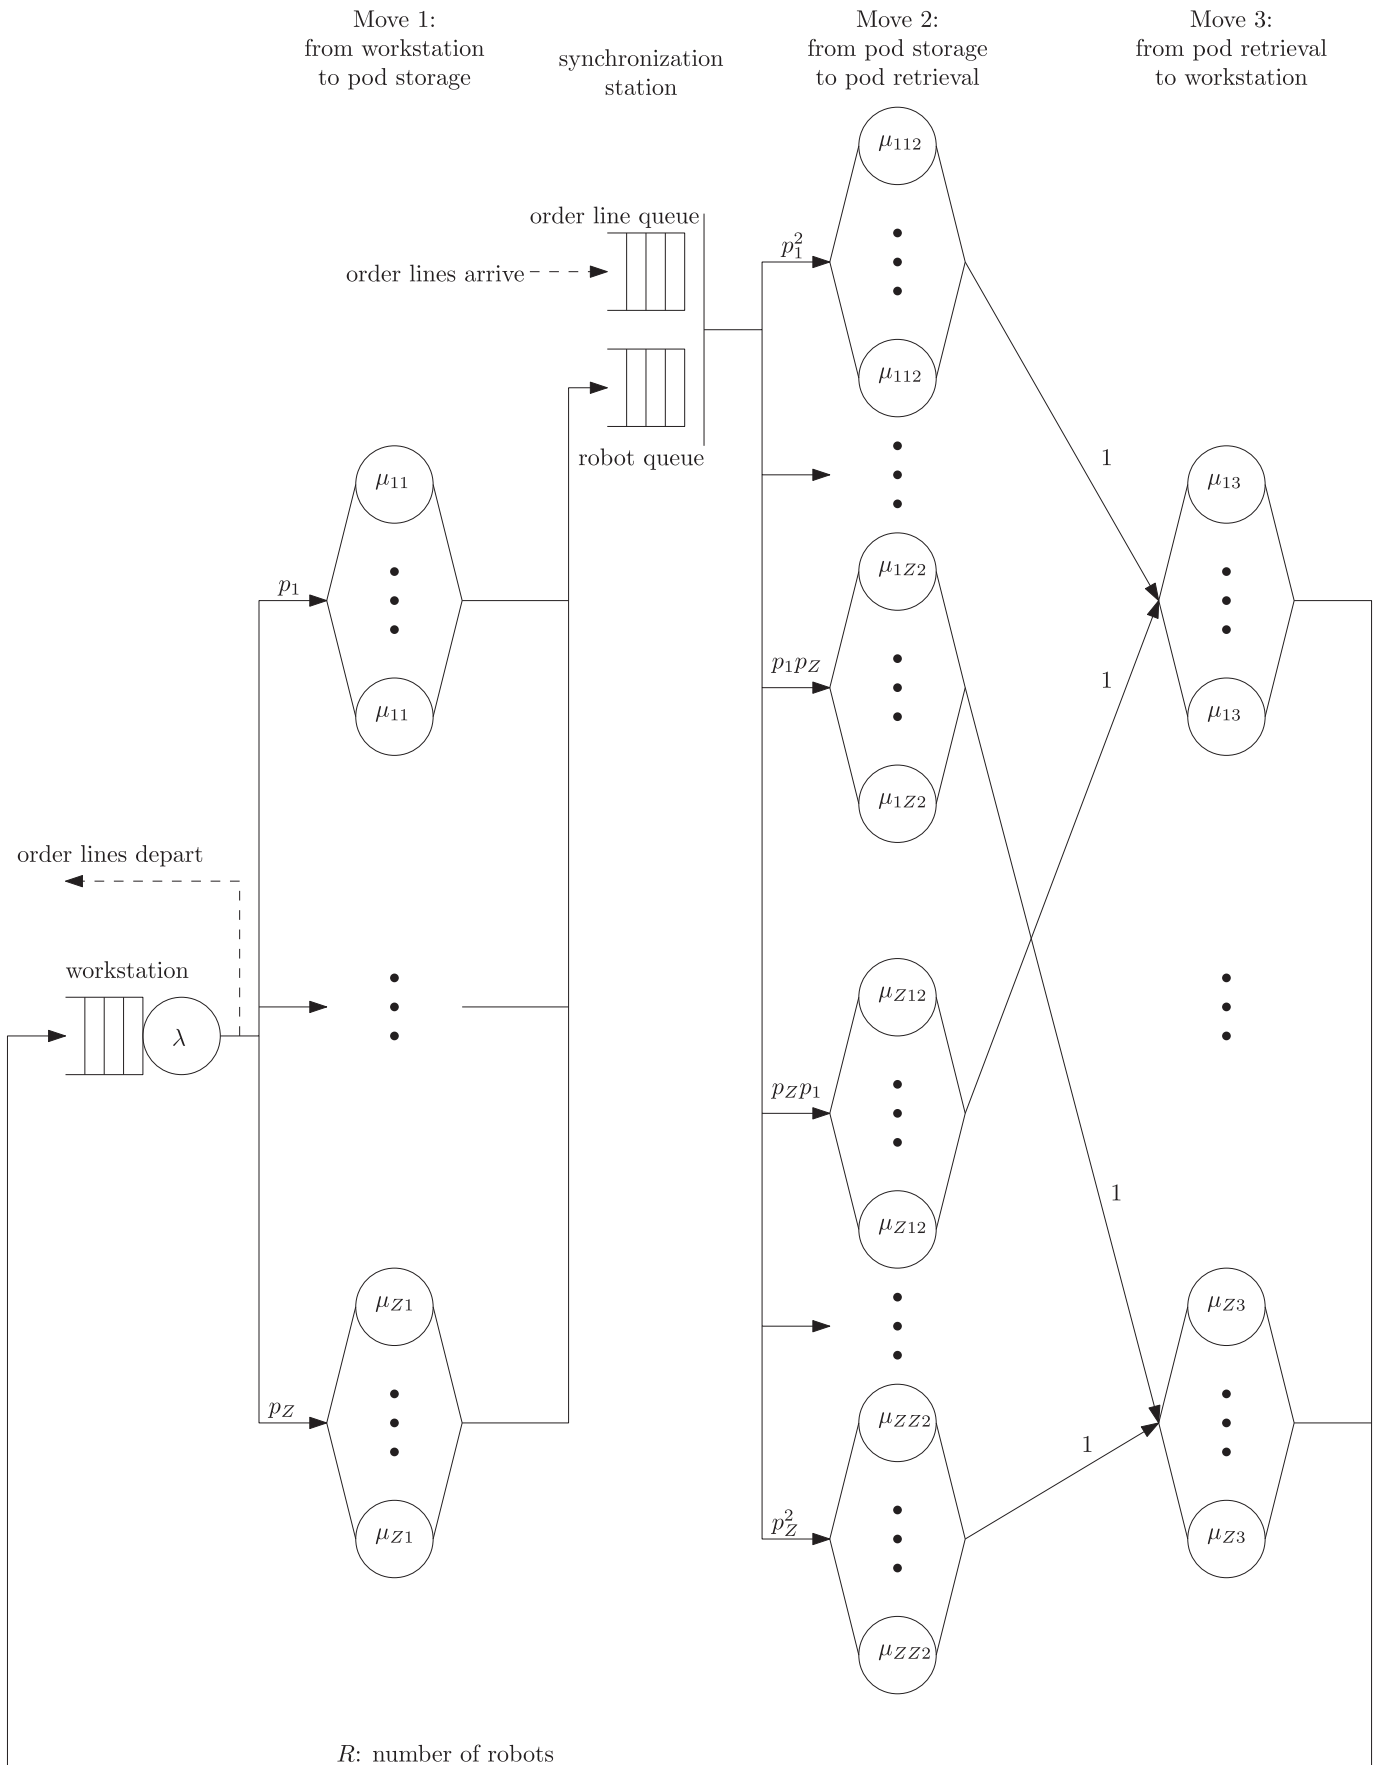 Move 1:
from workstation
to pod storage
synchronization
station
Move 2:
from pod storage
to pod retrieval
Move 3:
from pod retrieval
to workstation
μ₁₁₂
order line queue
order lines arrive
p₁²
μ₁₁₂
robot queue
1
μ₁₁
μ₁₃
μ₁Z₂
p₁
p₁pZ
1
μ₁₁
μ₁₃
μ₁Z₂
order lines depart
workstation
λ
μZ₁₂
pZp₁
1
μZ₁₂
μZ₁
μZ₃
pZ
μZZ₂
1
pZ²
μZ₁
μZ₃
μZZ₂
R: number of robots